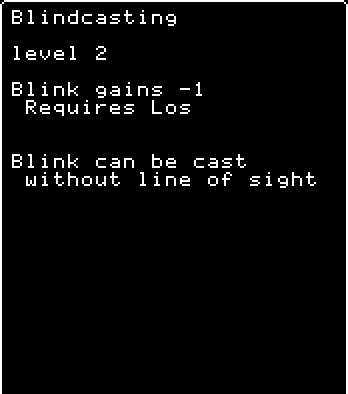 Blindcasting
level 2
Blink gains -1
Requires Los
Blink can be cast
without line of sight